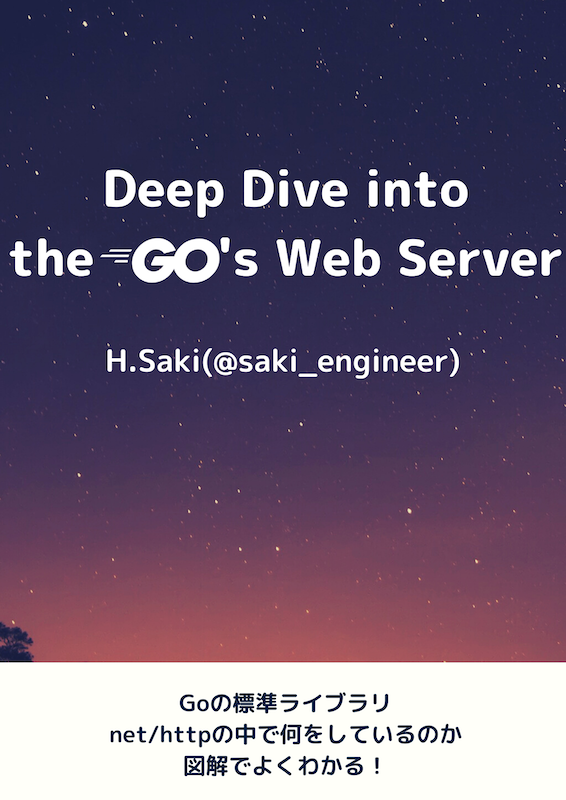 Deep Dive into
the GO's Web Server
H.Saki(@saki_engineer)
Goの標準ライブラリ
net/httpの中で何をしているのか
図解でよくわかる！